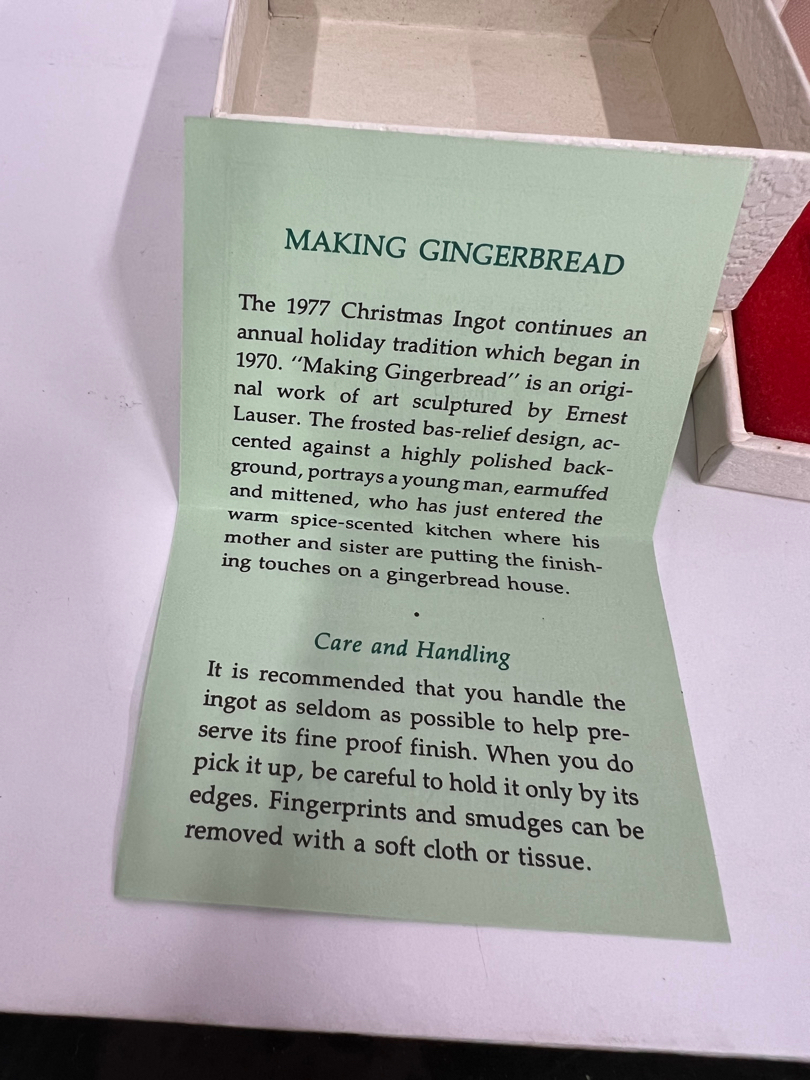 MAKING GINGERBREAD
The 1977 Christmas Ingot continues an
annual holiday tradition which began in
1970. “Making Gingerbread” is an origi-
nal work of art sculptured by Ernest
Lauser. The frosted bas-relief design, ac-
cented against a highly polished back-
ground, portrays a young man, earmuffed
and mittened, who has just entered the
warm spice-scented kitchen where his
mother and sister are putting the finish-
ing touches on a gingerbread house.
•
Care and Handling
It is recommended that you handle the
ingot as seldom as possible to help pre-
serve its fine proof finish. When you do
pick it up, be careful to hold it only by its
edges. Fingerprints and smudges can be
removed with a soft cloth or tissue.